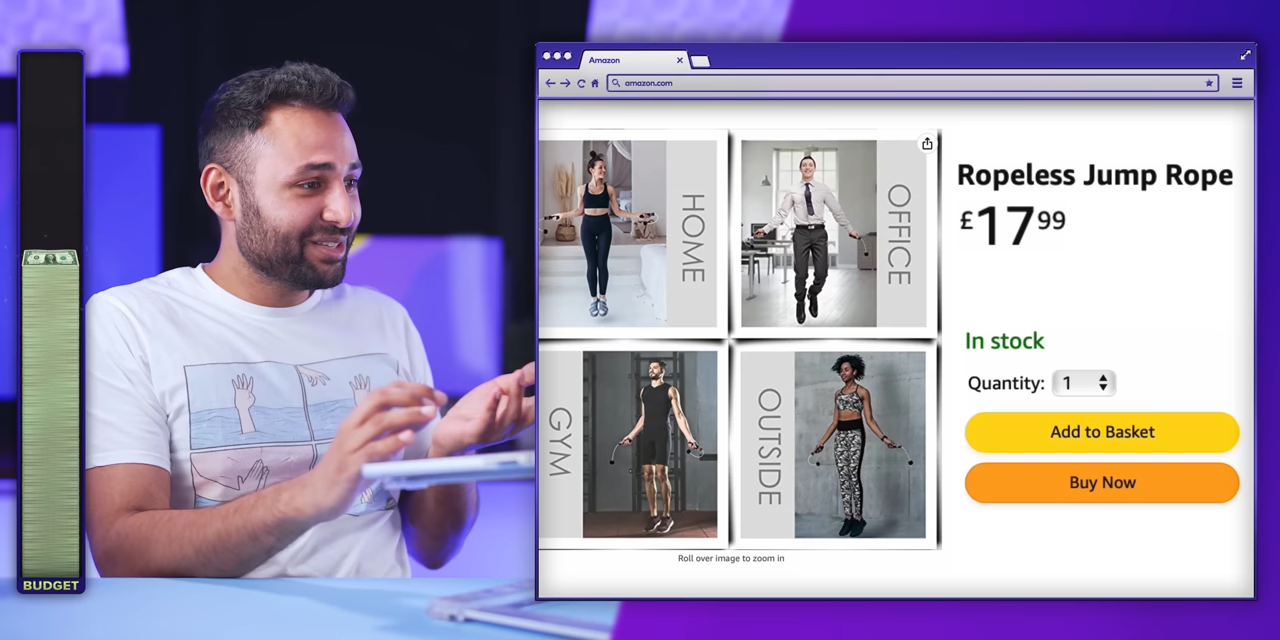 BUDGET
Amazon
amazon.com
HOME
OFFICE
GYM
OUTSIDE
Roll over image to zoom in
Ropeless Jump Rope
£17 99
In stock
Quantity: 1
Add to Basket
Buy Now